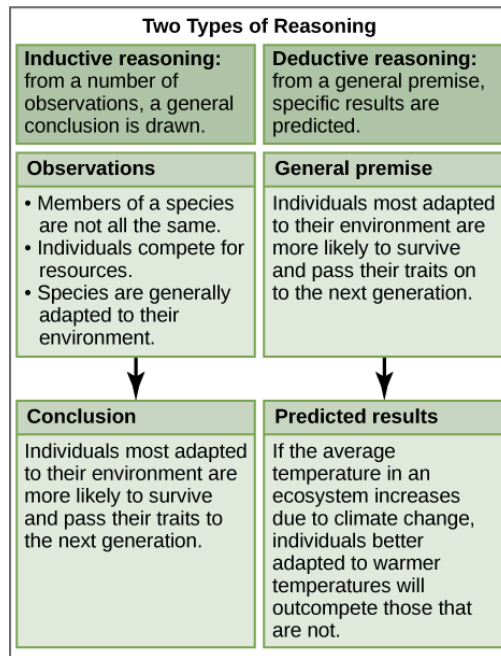 Two Types of Reasoning
Inductive reasoning:
from a number of
observations, a general
conclusion is drawn.
Deductive reasoning:
from a general premise,
specific results are
predicted.
Observations
• Members of a species
are not all the same.
• Individuals compete for
resources.
• Species are generally
adapted to their
environment.
General premise
Individuals most adapted
to their environment are
more likely to survive
and pass their traits on
to the next generation.
Conclusion
Individuals most adapted
to their environment are
more likely to survive
and pass their traits to
the next generation.
Predicted results
If the average
temperature in an
ecosystem increases
due to climate change,
individuals better
adapted to warmer
temperatures will
outcompete those that
are not.